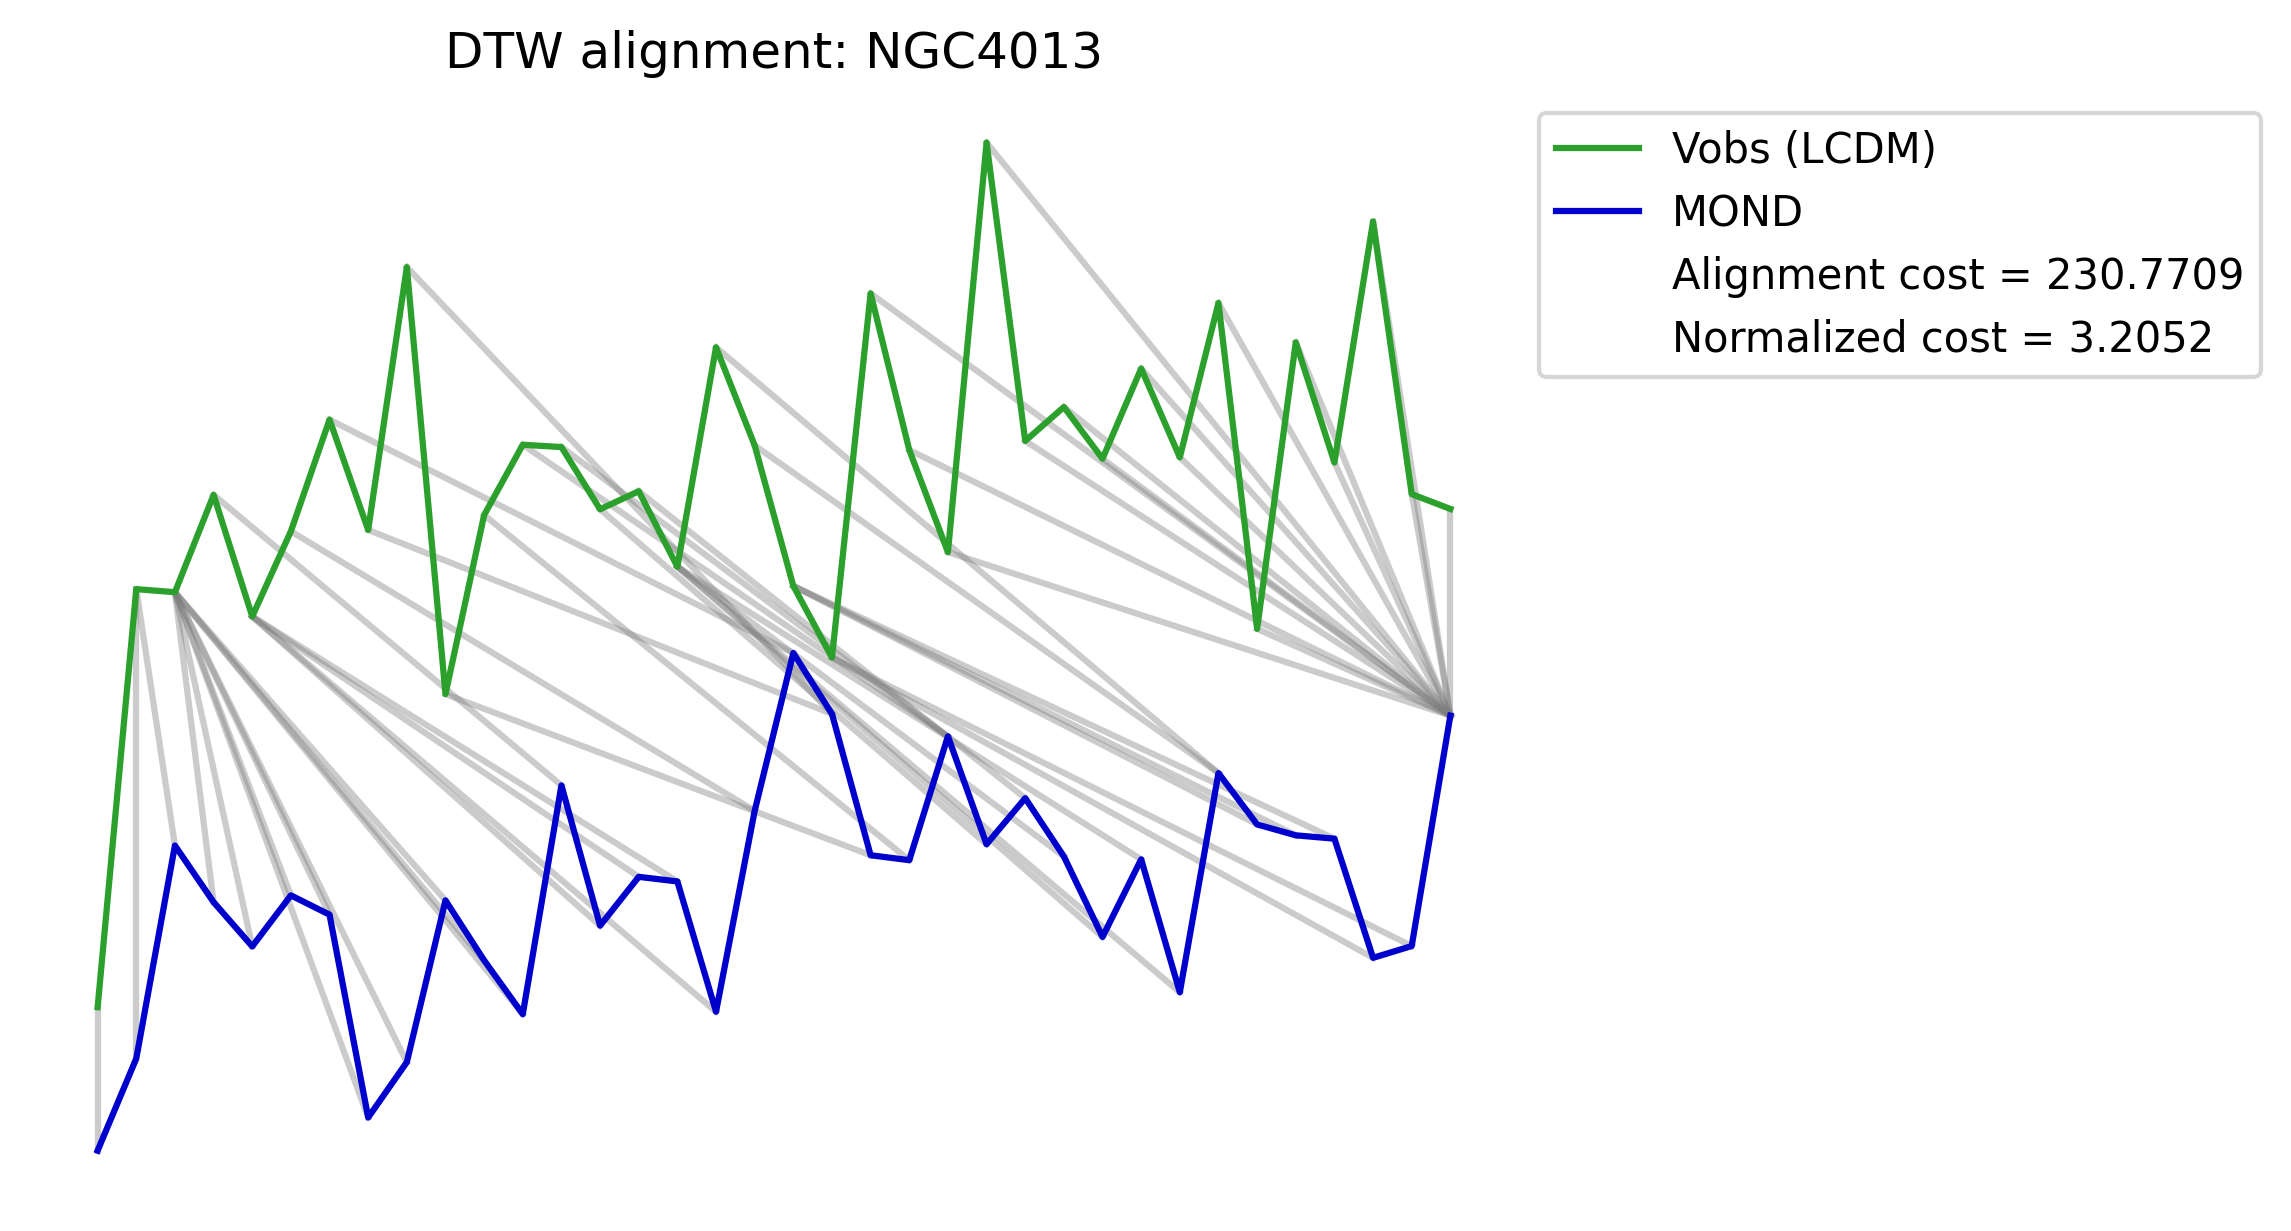 DTW alignment: NGC4013
Vobs (LCDM)
MOND
Alignment cost = 230.7709
Normalized cost = 3.2052